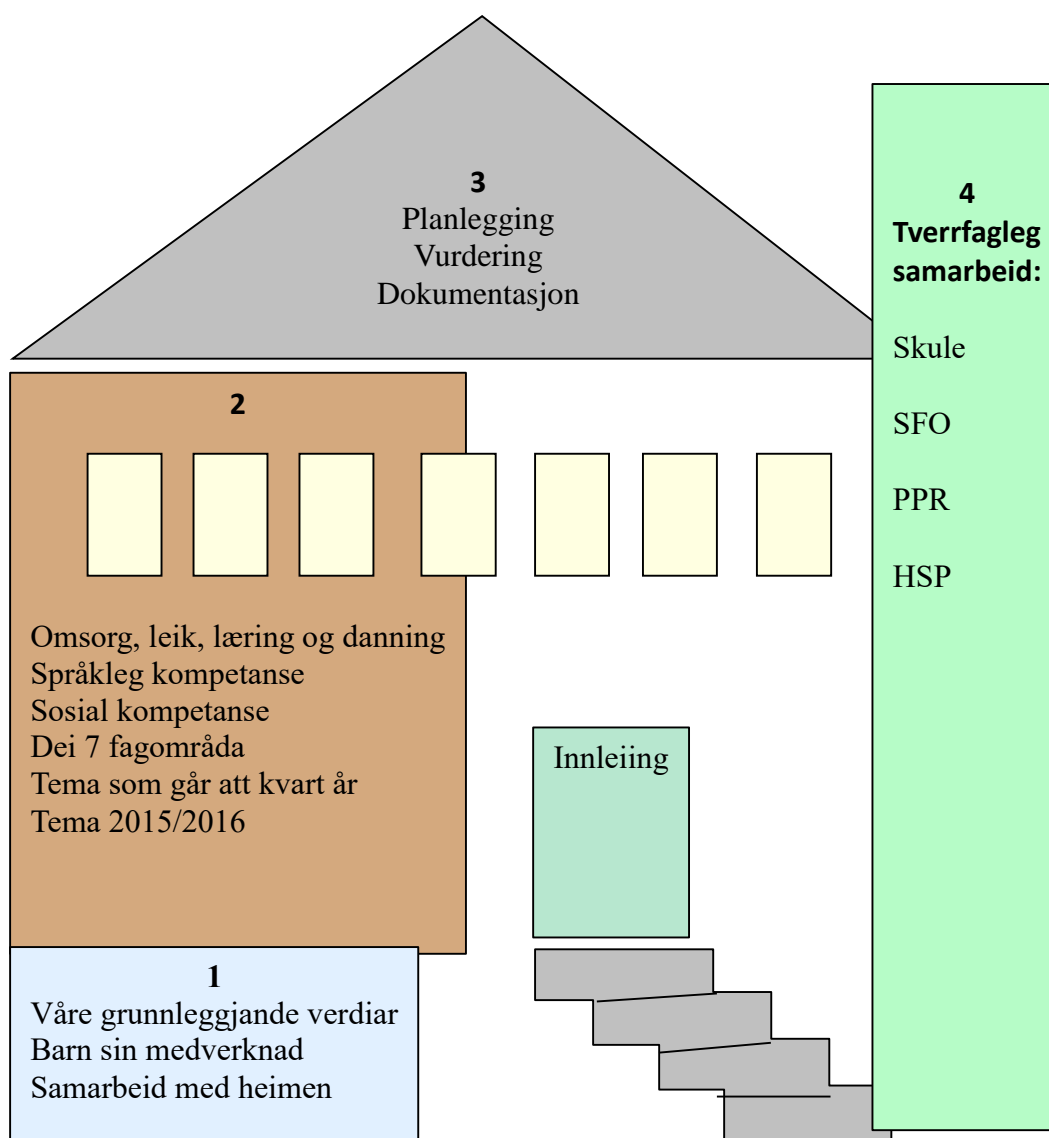 3
Planlegging
Vurdering
Dokumentasjon
4
Tverrfagleg
samarbeid:
Skule
SFO
PPR
HSP
2
Omsorg, leik, læring og danning
Språkleg kompetanse
Sosial kompetanse
Dei 7 fagområda
Tema som går att kvart år
Tema 2015/2016
Innleiing
1
Våre grunnleggjande verdiar
Barn sin medverknad
Samarbeid med heimen